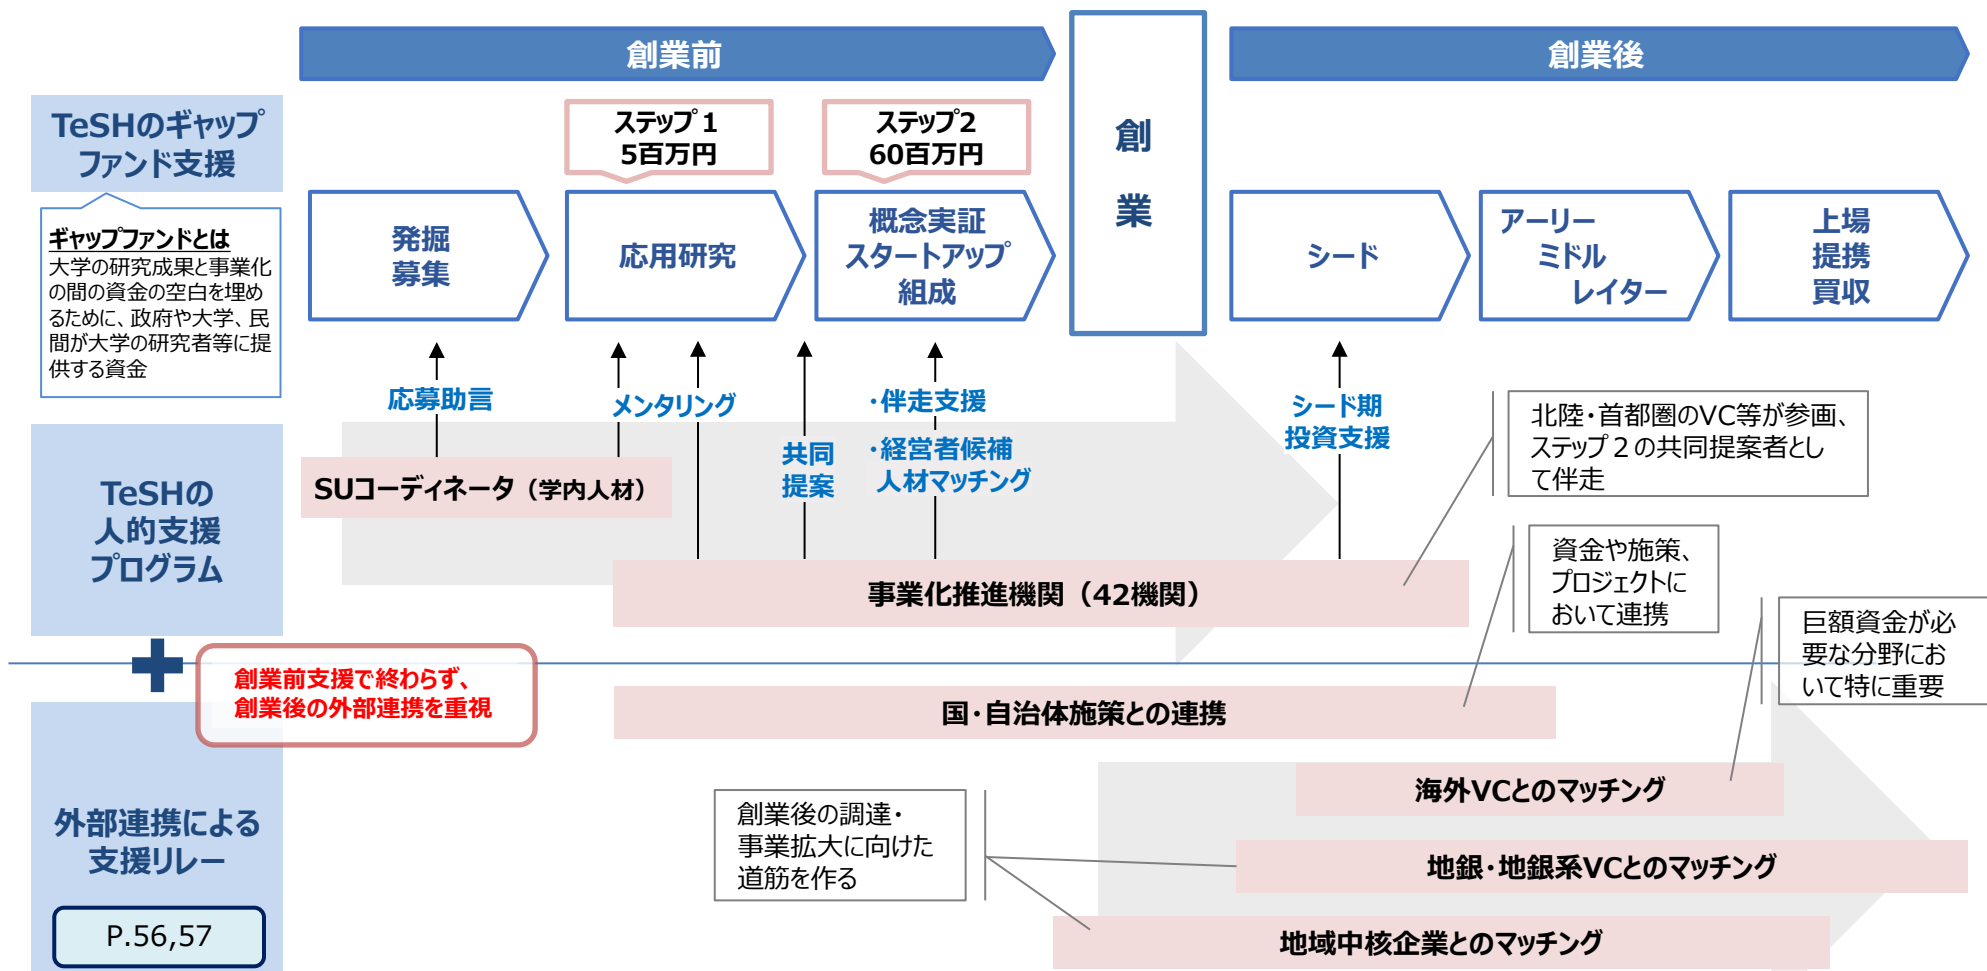 創業前
創業
創業後
TeSHのギャップ
ファンド支援
ステップ１
5百万円
ステップ2
60百万円
ギャップファンドとは
大学の研究成果と事業化
の間の資金の空白を埋め
るために、政府や大学、民
間が大学の研究者等に提
供する資金
発掘
募集
応用研究
概念実証
スタートアップ
組成
シード
アーリー
ミドル
レイター
上場
提携
買収
応募助言
メンタリング
共同
提案
・伴走支援
・経営者候補
人材マッチング
シード期
投資支援
北陸・首都圏のVC等が参画、
ステップ２の共同提案者とし
て伴走
TeSHの
人的支援
プログラム
SUコーディネータ（学内人材）
事業化推進機関（42機関）
資金や施策、
プロジェクトに
おいて連携
巨額資金が必
要な分野にお
いて特に重要
創業前支援で終わらず、
創業後の外部連携を重視
国・自治体施策との連携
外部連携による
支援リレー
P.56,57
海外VCとのマッチング
創業後の調達・
事業拡大に向けた
道筋を作る
地銀・地銀系VCとのマッチング
地域中核企業とのマッチング